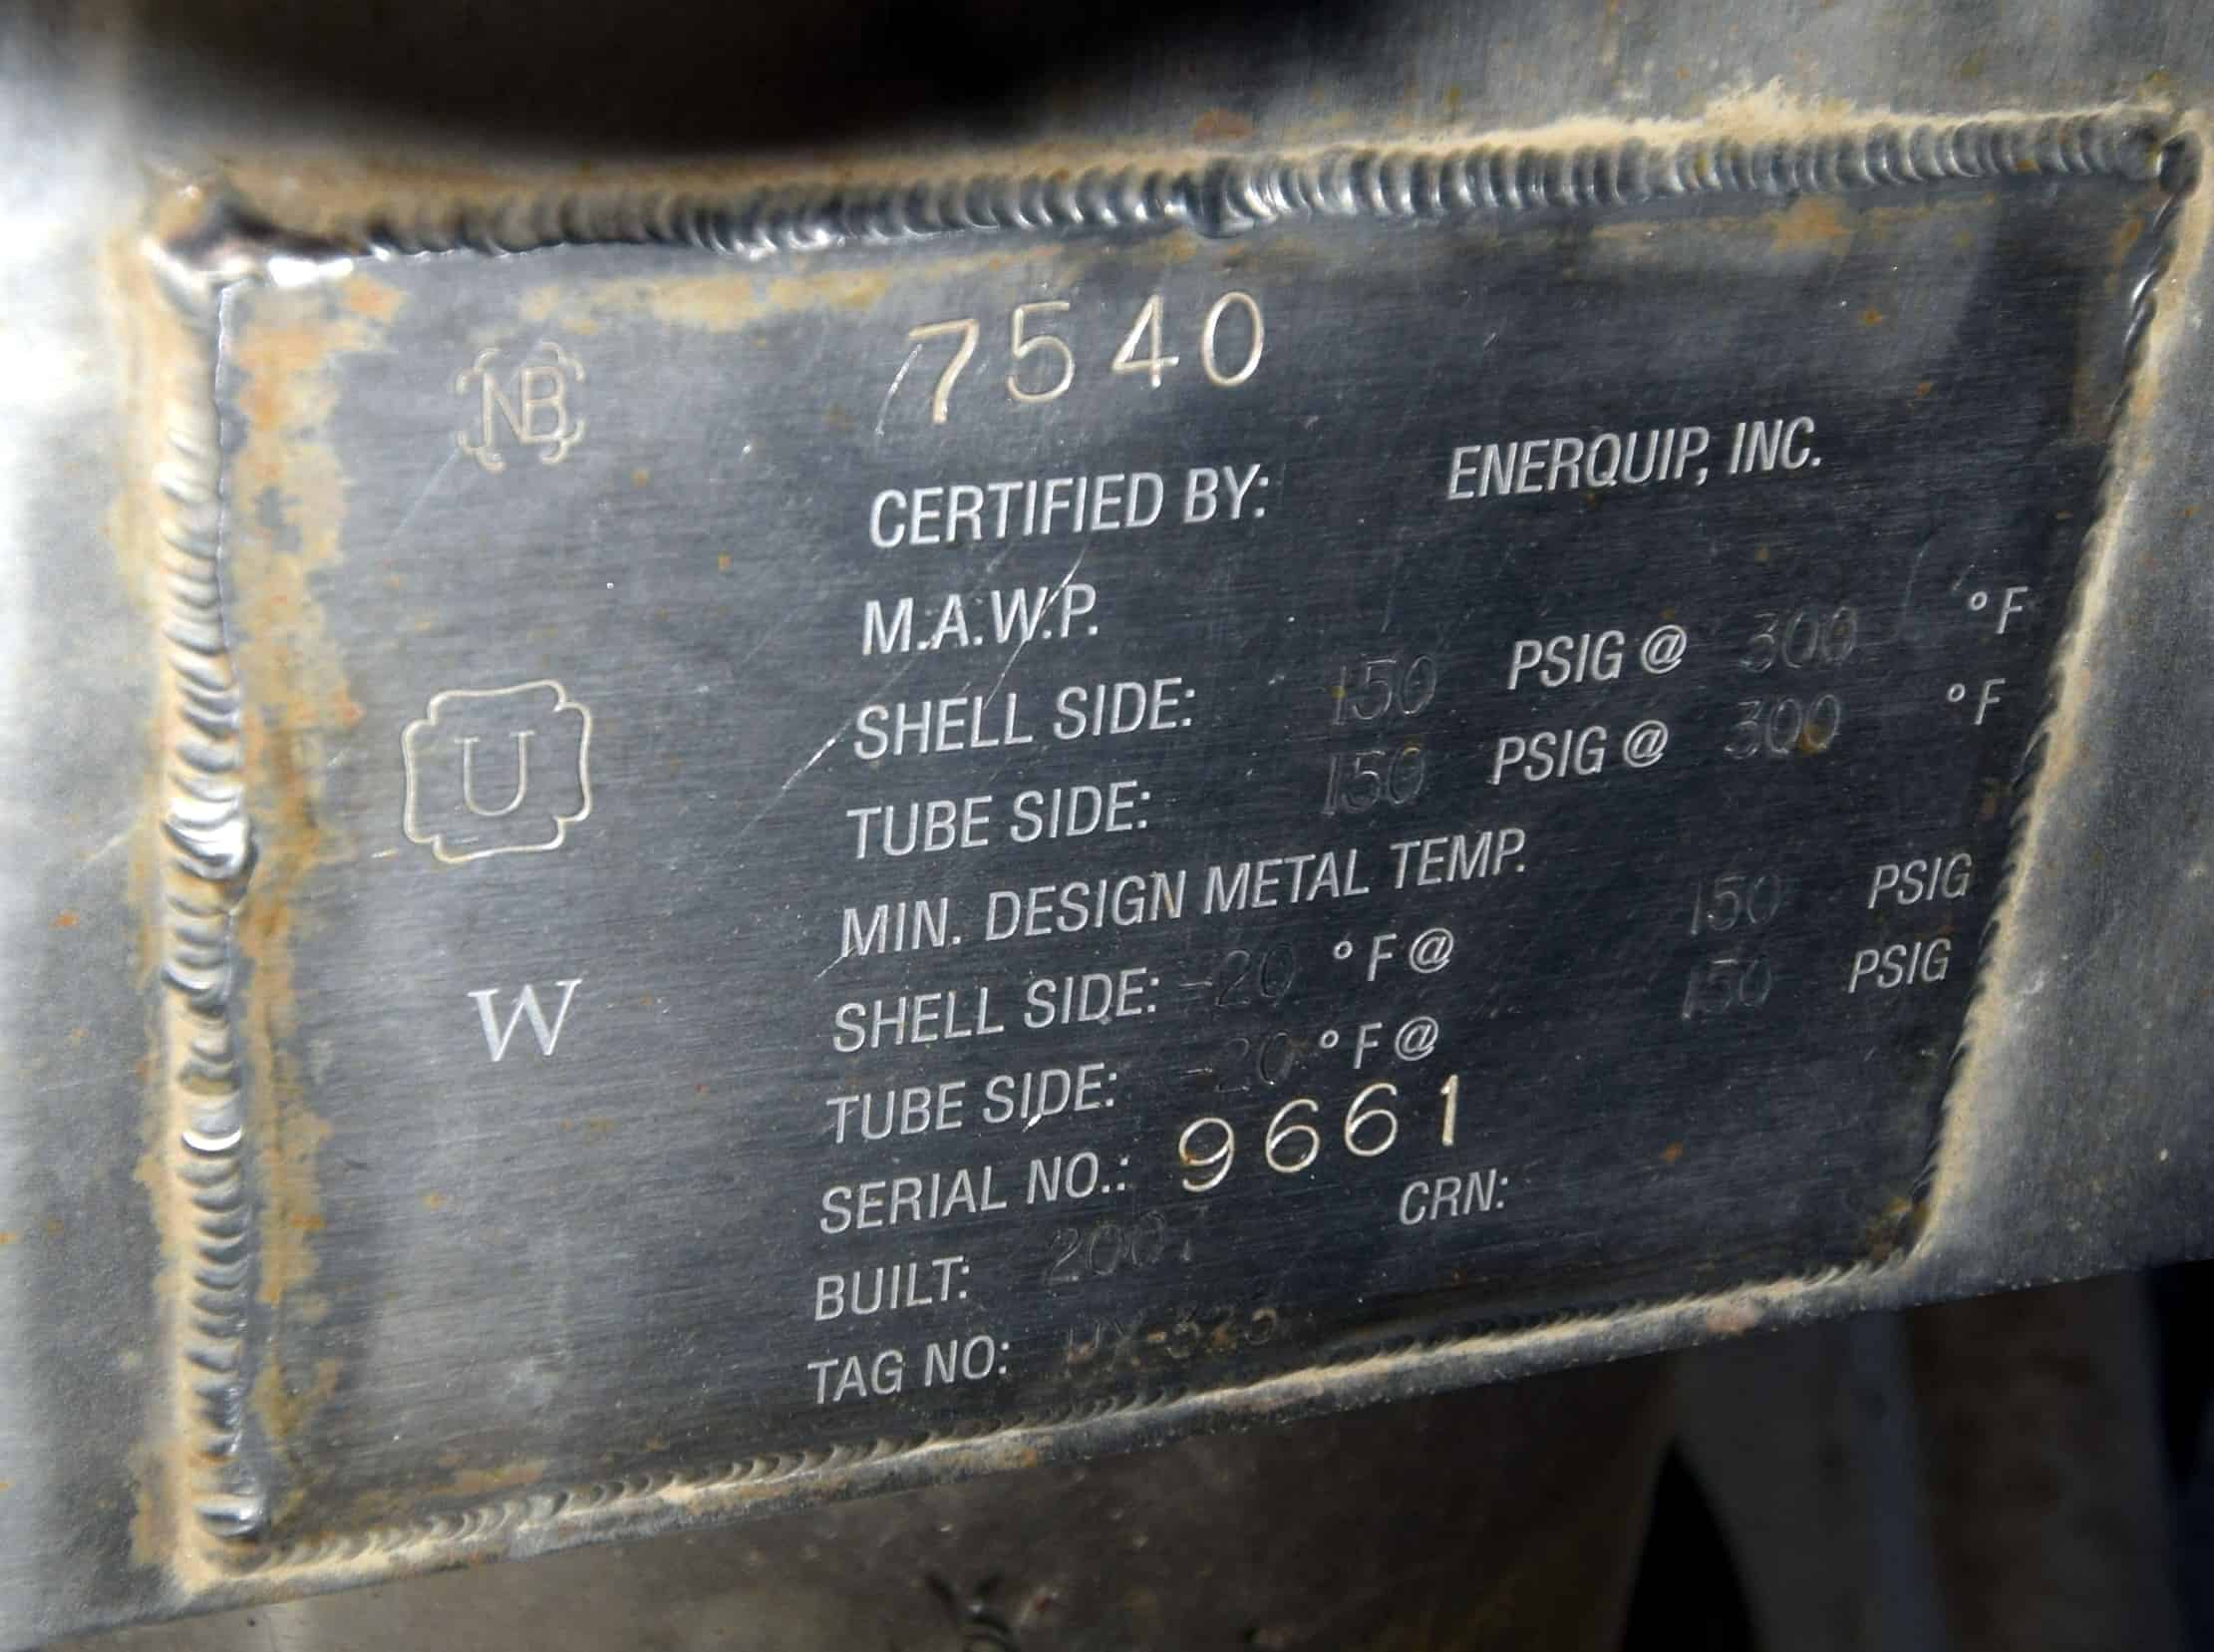 NB 7540
CERTIFIED BY: ENERQUIP, INC.
M.A.W.P.
SHELL SIDE: 150 PSIG @ 300 °F
TUBE SIDE: 150 PSIG @ 300 °F
U
MIN. DESIGN METAL TEMP.
SHELL SIDE: -20 °F @ 150 PSIG
TUBE SIDE: -20 °F @ 150 PSIG
W
SERIAL NO.: 9661
BUILT: CRN:
TAG NO: